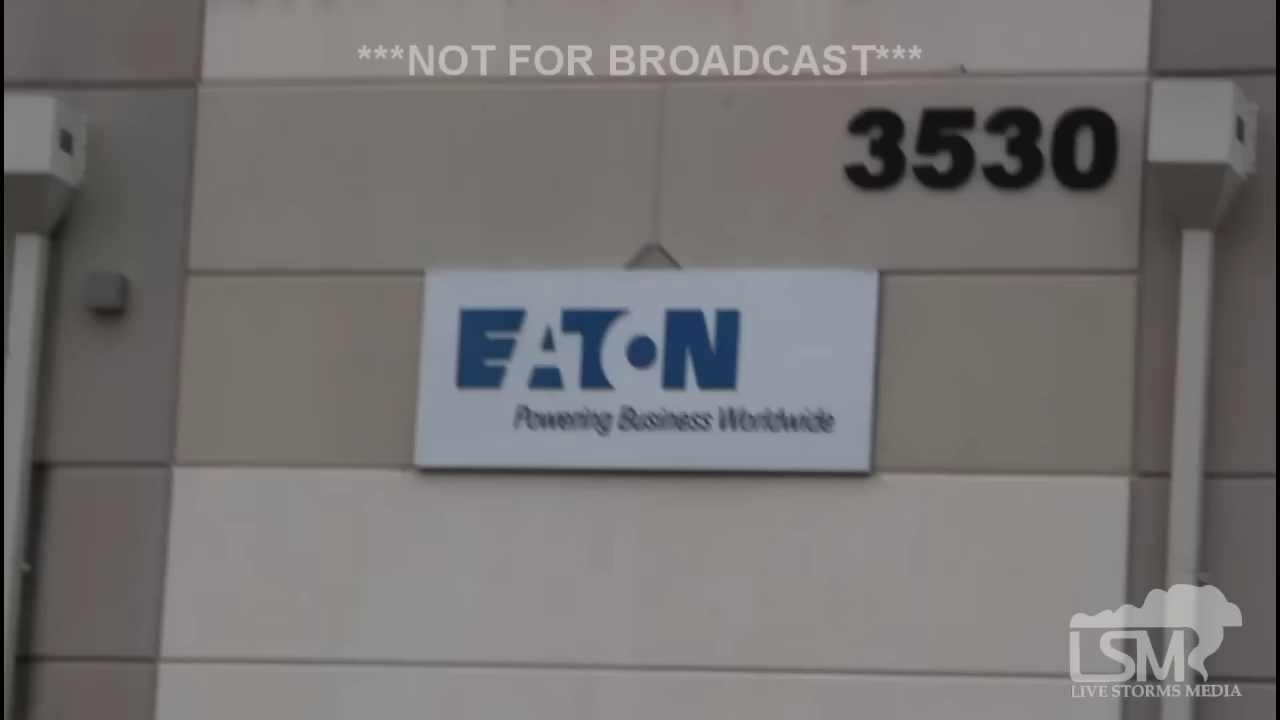 ***NOT FOR BROADCAST***
3530
EATON
Powering Business Worldwide
LSM
LIVE STORMS MEDIA